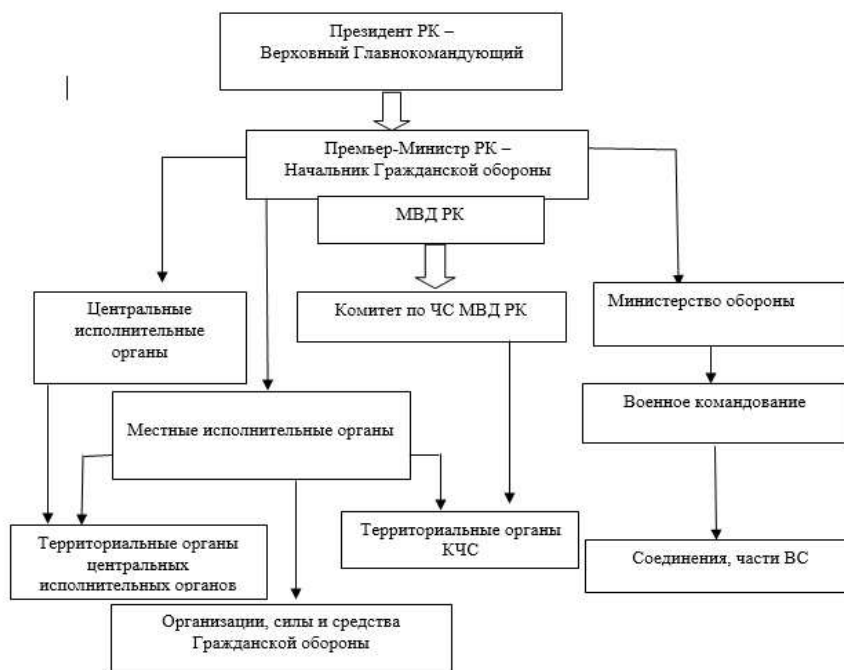 Президент РК –
Верховный Главнокомандующий
Премьер-Министр РК –
Начальник Гражданской обороны
МВД РК
Центральные
исполнительные
органы
Комитет по ЧС МВД РК
Министерство обороны
Местные исполнительные органы
Военное командование
Территориальные органы
центральных
исполнительных органов
Территориальные органы
КЧС
Соединения, части ВС
Организации, силы и средства
Гражданской обороны